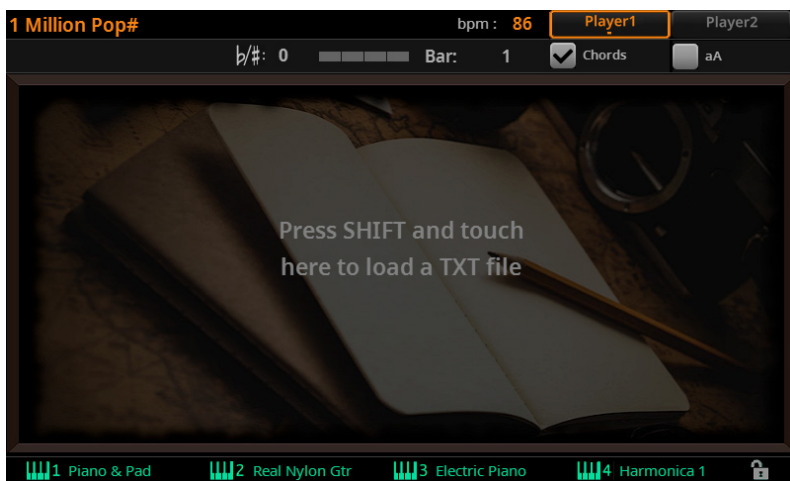 1 Million Pop#
bpm : 86
Player1
Player2
♭/#: 0
Bar: 1
Chords
aA
Press SHIFT and touch
here to load a TXT file
1 Piano & Pad
2 Real Nylon Gtr
3 Electric Piano
4 Harmonica 1